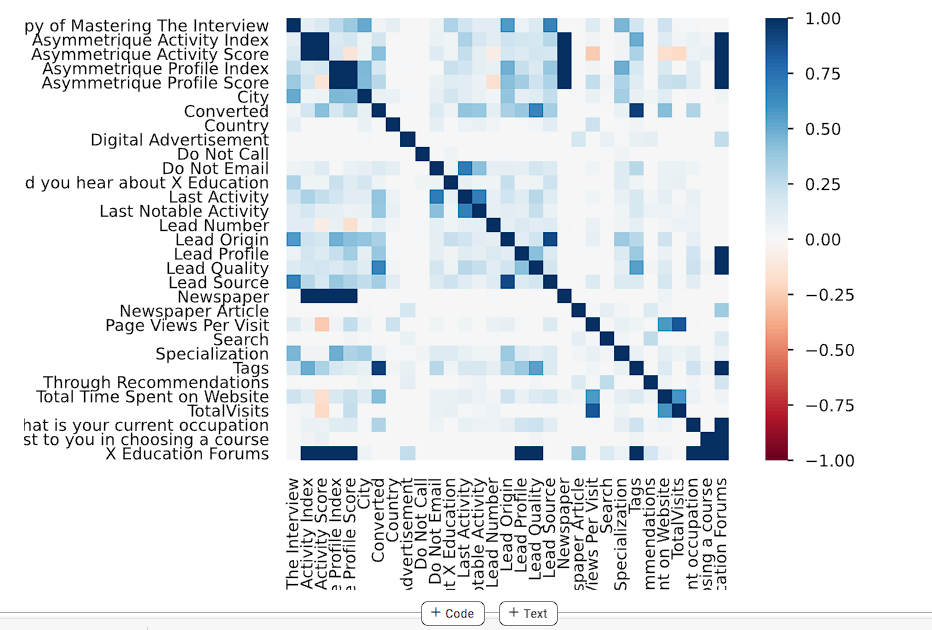 py of Mastering The Interview
Asymmetrique Activity Index
Asymmetrique Activity Score
Asymmetrique Profile Index
Asymmetrique Profile Score
City
Converted
Country
Digital Advertisement
Do Not Call
Do Not Email
d you hear about X Education
Last Activity
Last Notable Activity
Lead Number
Lead Origin
Lead Profile
Lead Quality
Lead Source
Newspaper
Newspaper Article
Page Views Per Visit
Search
Specialization
Tags
Through Recommendations
Total Time Spent on Website
TotalVisits
hat is your current occupation
st to you in choosing a course
X Education Forums
1.00
0.75
0.50
0.25
0.00
−0.25
−0.50
−0.75
−1.00
The Interview
Activity Index
Activity Score
Profile Index
Profile Score
City
Converted
Country
Advertisement
Do Not Call
Do Not Email
t X Education
Last Activity
table Activity
Lead Number
Lead Origin
Lead Profile
Lead Quality
Lead Source
Newspaper
spaper Article
Views Per Visit
Search
Specialization
Tags
mmendations
nt on Website
TotalVisits
nt occupation
sing a course
cation Forums
+ Code
+ Text